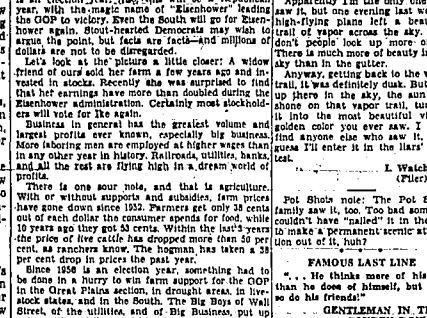 year, with the magic name of "Eisenhower" leading
the GOP to victory. Even the South will go for Eisen-
hower again. Stout-hearted Democrats may wish to
argue the point, but facts are facts—and millions of
dollars are not to be disregarded.
Let's look at the picture a little closer: A widow
friend of ours sold her farm a few years ago and in-
vested in stocks. Recently she was surprised to find
that her earnings have more than doubled during the
Eisenhower administration. Certainly most stockhold-
ers will vote for Ike again.
Business in general has the greatest volume and
largest profits ever known, especially big business.
More laboring men are employed at higher wages than
in any other year in history. Railroads, utilities, banks,
and all the rest are flying high in a dream world of
profits.
There is one sour note, and that is agriculture.
With or without supports and subsidies, farm prices
have gone down since 1952. Farmers get only 38 cents
out of each dollar the consumer spends for food, while
10 years ago they got 53 cents. Within the last 3 years
the price of live cattle has dropped more than 50 per
cent, as ranchers know. The hogman has taken a 38
per cent drop in prices the past year.
Since 1956 is an election year, something had to
be done in a hurry to win farm support for the GOP
in the Great Plains section, in drought areas, in live-
stock states, and in the South. The Big Boys of Wall
Street, of the utilities, and of Big Business, put up
Apparently I'm the only one
saw it, but one evening last w
high-flying plane left a beat
trail of vapor across the sky.
don't people look up more o
There is much more of beauty i
sky than in the gutter.
Anyway, getting back to the v
trail, it was definitely dusk. But
up there in the sky, the sun
shone on that vapor trail, tur
it into the most beautiful vi
golden color you ever saw. I
find anyone else who saw it.
guess I'll enter it in the liars'
test.
I. Watch
(Filer)
Pot Shots note: The Pot S
family saw it, too. Too bad som
couldn't have "nailed" it in the
to make a permanent scenic at
tion out of it, huh?
FAMOUS LAST LINE
". . . He thinks more of his
than he does of himself, but
so do his friends!"
GENTLEMAN IN T